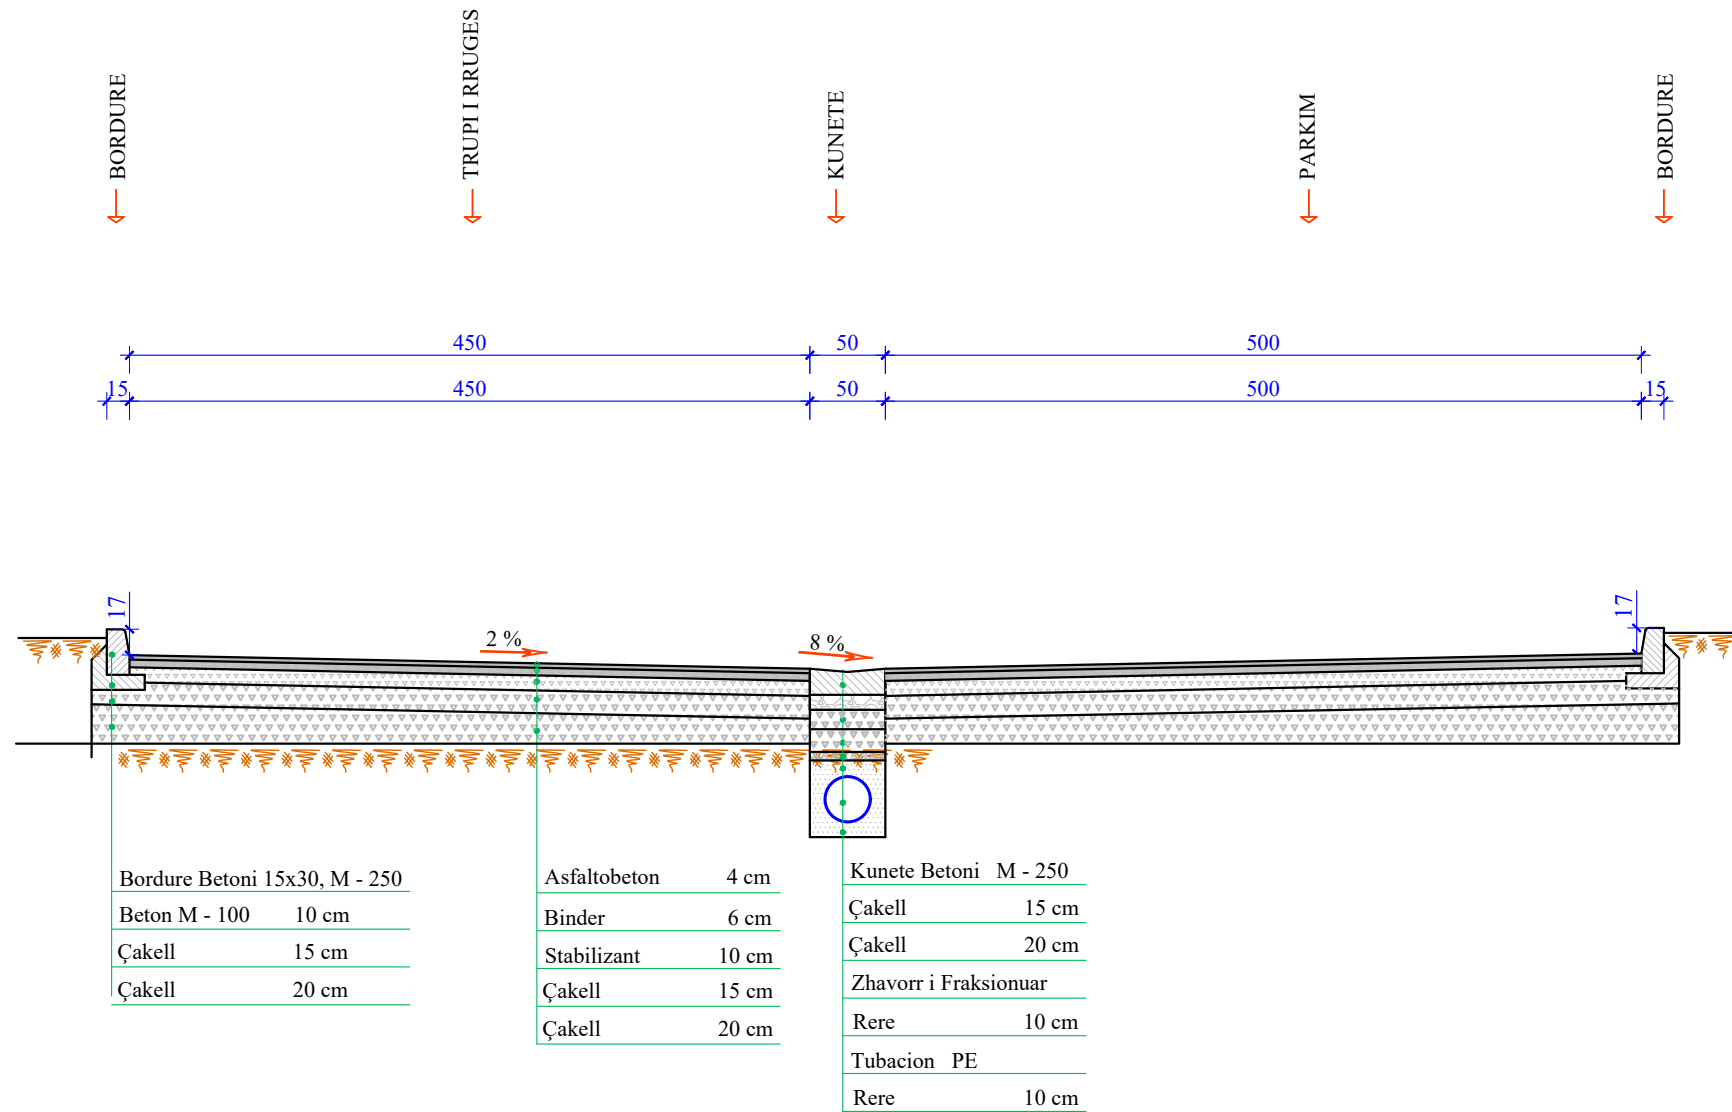 BORDURE
TRUPI I RRUGES
KUNETE
PARKIM
BORDURE
450 50 500
15 450 50 500 15
17 17
2 % 8 %
Bordure Betoni 15x30, M - 250
Beton M - 100 10 cm
Çakell 15 cm
Çakell 20 cm
Asfaltobeton 4 cm
Binder 6 cm
Stabilizant 10 cm
Çakell 15 cm
Çakell 20 cm
Kunete Betoni M - 250
Çakell 15 cm
Çakell 20 cm
Zhavorr i Fraksionuar
Rere 10 cm
Tubacion PE
Rere 10 cm